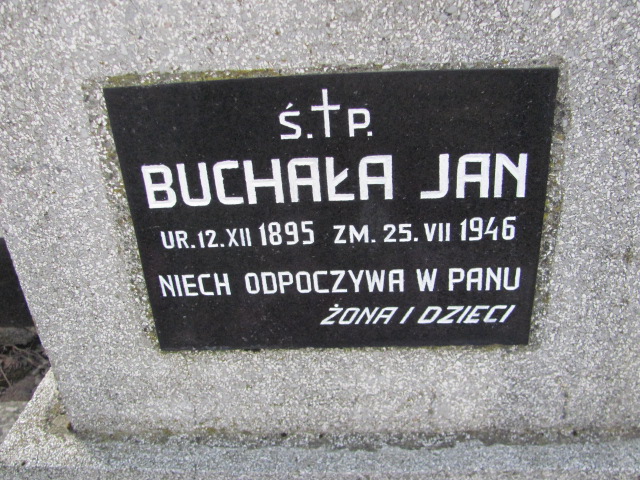 Ś.†P.
BUCHAŁA JAN
UR. 12. XII 1895 ZM. 25. VII 1946
NIECH ODPOCZYWA W PANU
ŻONA I DZIECI